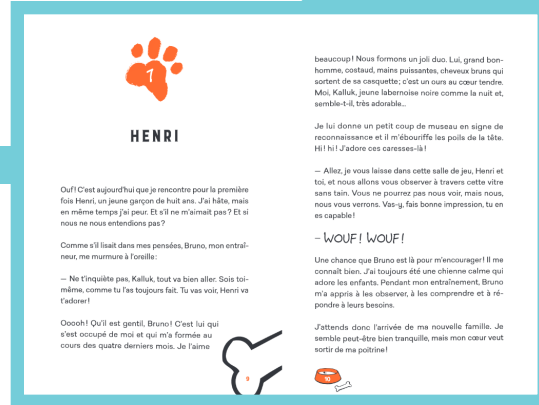 1
HENRI
Ouf! C'est aujourd'hui que je rencontre pour la première
fois Henri, un jeune garçon de huit ans. J'ai hâte, mais
en même temps j'ai peur. Et s'il ne m'aimait pas? Et si
nous ne nous entendions pas?
Comme s'il lisait dans mes pensées, Bruno, mon entraî-
neur, me murmure à l'oreille :
— Ne t'inquiète pas, Kalluk, tout va bien aller. Sois toi-
même, comme tu l'as toujours fait. Tu vas voir, Henri va
t'adorer!
Ooooh! Qu'il est gentil, Bruno! C'est lui qui
s'est occupé de moi et qui m'a formée au
cours des quatre derniers mois. Je l'aime
9
beaucoup! Nous formons un joli duo. Lui, grand bon-
homme, costaud, mains puissantes, cheveux bruns qui
sortent de sa casquette; c'est un ours au cœur tendre.
Moi, Kalluk, jeune labernoise noire comme la nuit et,
semble-t-il, très adorable...
Je lui donne un petit coup de museau en signe de
reconnaissance et il m'ébouriffe les poils de la tête.
Hi! hi! J'adore ces caresses-là!
— Allez, je vous laisse dans cette salle de jeu, Henri et
toi, et nous allons vous observer à travers cette vitre
sans tain. Vous ne pourrez pas nous voir, mais nous,
nous vous verrons. Vas-y, fais bonne impression, tu en
es capable!
– WOUF! WOUF!
Une chance que Bruno est là pour m'encourager! Il me
connaît bien. J'ai toujours été une chienne calme qui
adore les enfants. Pendant mon entraînement, Bruno
m'a appris à les observer, à les comprendre et à ré-
pondre à leurs besoins.
J'attends donc l'arrivée de ma nouvelle famille. Je
semble peut-être bien tranquille, mais mon cœur veut
sortir de ma poitrine!
10